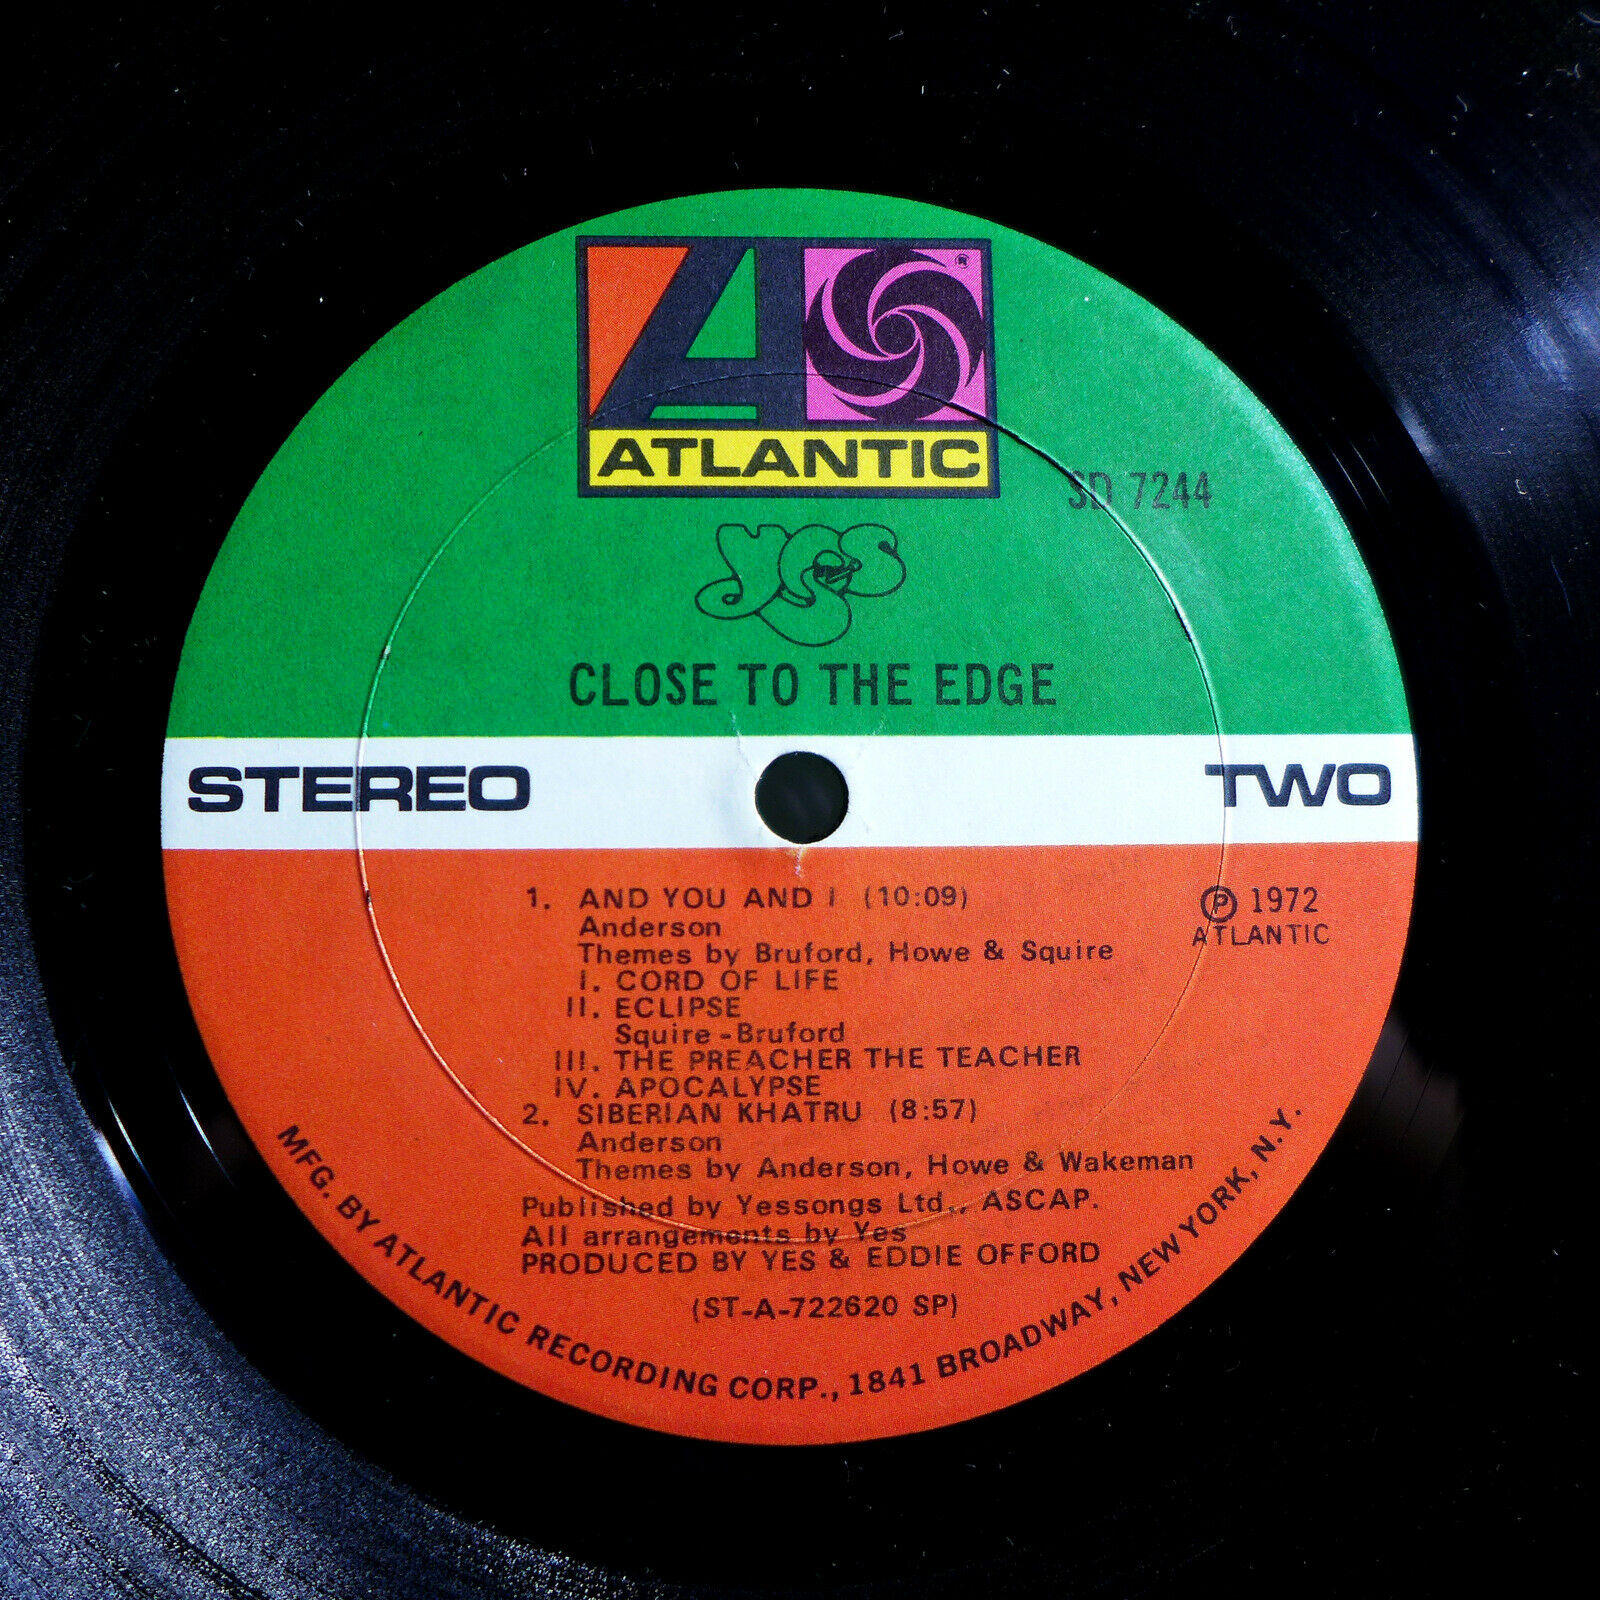 ATLANTIC ®
SD 7244
yes
CLOSE TO THE EDGE
STEREO
TWO
1. AND YOU AND I (10:09)
Anderson
Themes by Bruford, Howe & Squire
I. CORD OF LIFE
II. ECLIPSE
Squire-Bruford
III. THE PREACHER THE TEACHER
IV. APOCALYPSE
2. SIBERIAN KHATRU (8:57)
Anderson
Themes by Anderson, Howe & Wakeman
Published by Yessongs Ltd., ASCAP.
All arrangements by Yes
PRODUCED BY YES & EDDIE OFFORD
(ST-A-722620 SP)
℗ 1972
ATLANTIC
MFG. BY ATLANTIC RECORDING CORP., 1841 BROADWAY, NEW YORK, N.Y.